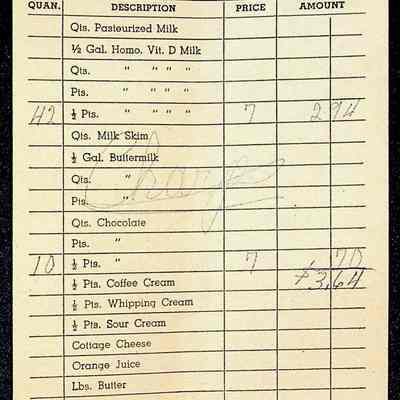 QUAN. DESCRIPTION PRICE AMOUNT
Qts. Pasteurized Milk
½ Gal. Homo. Vit. D Milk
Qts. " " " "
Pts. " " " "
42 ½ Pts. " " " " 7 2 94
Qts. Milk Skim
½ Gal. Buttermilk
Qts. "
Pts. "
Charge
Qts. Chocolate
Pts. "
10 ½ Pts. " 7 70
½ Pts. Coffee Cream 3.64
½ Pts. Whipping Cream
½ Pts. Sour Cream
Cottage Cheese
Orange Juice
Lbs. Butter